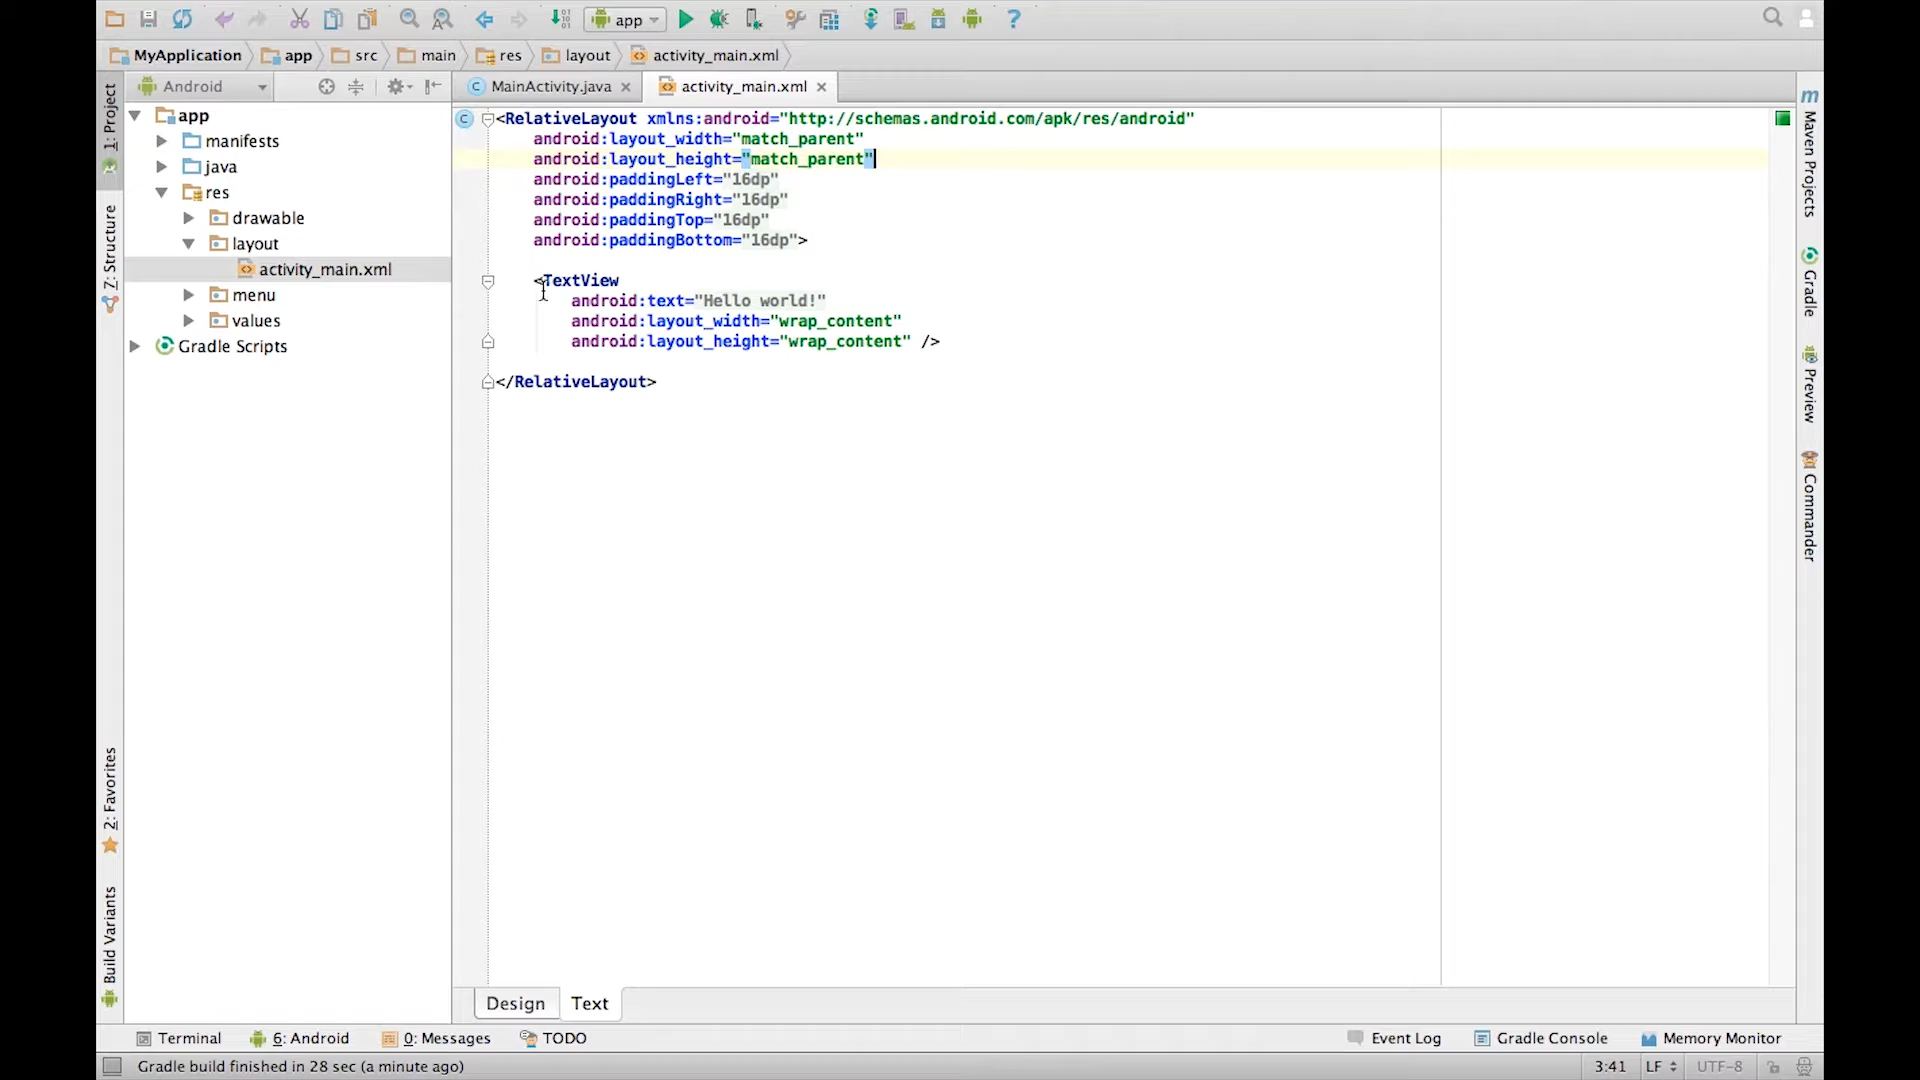 app
MyApplication app src main res layout activity_main.xml
Android
MainActivity.java activity_main.xml
1: Project
7: Structure
2: Favorites
Build Variants
app
manifests
java
res
drawable
layout
activity_main.xml
menu
values
Gradle Scripts
<RelativeLayout xmlns:android="http://schemas.android.com/apk/res/android"
android:layout_width="match_parent"
android:layout_height="match_parent"
android:paddingLeft="16dp"
android:paddingRight="16dp"
android:paddingTop="16dp"
android:paddingBottom="16dp">
<TextView
android:text="Hello world!"
android:layout_width="wrap_content"
android:layout_height="wrap_content" />
</RelativeLayout>
m
Maven Projects
Gradle
Preview
Commander
Design Text
Terminal 6: Android 0: Messages TODO Event Log Gradle Console Memory Monitor
Gradle build finished in 28 sec (a minute ago) 3:41 LF UTF-8